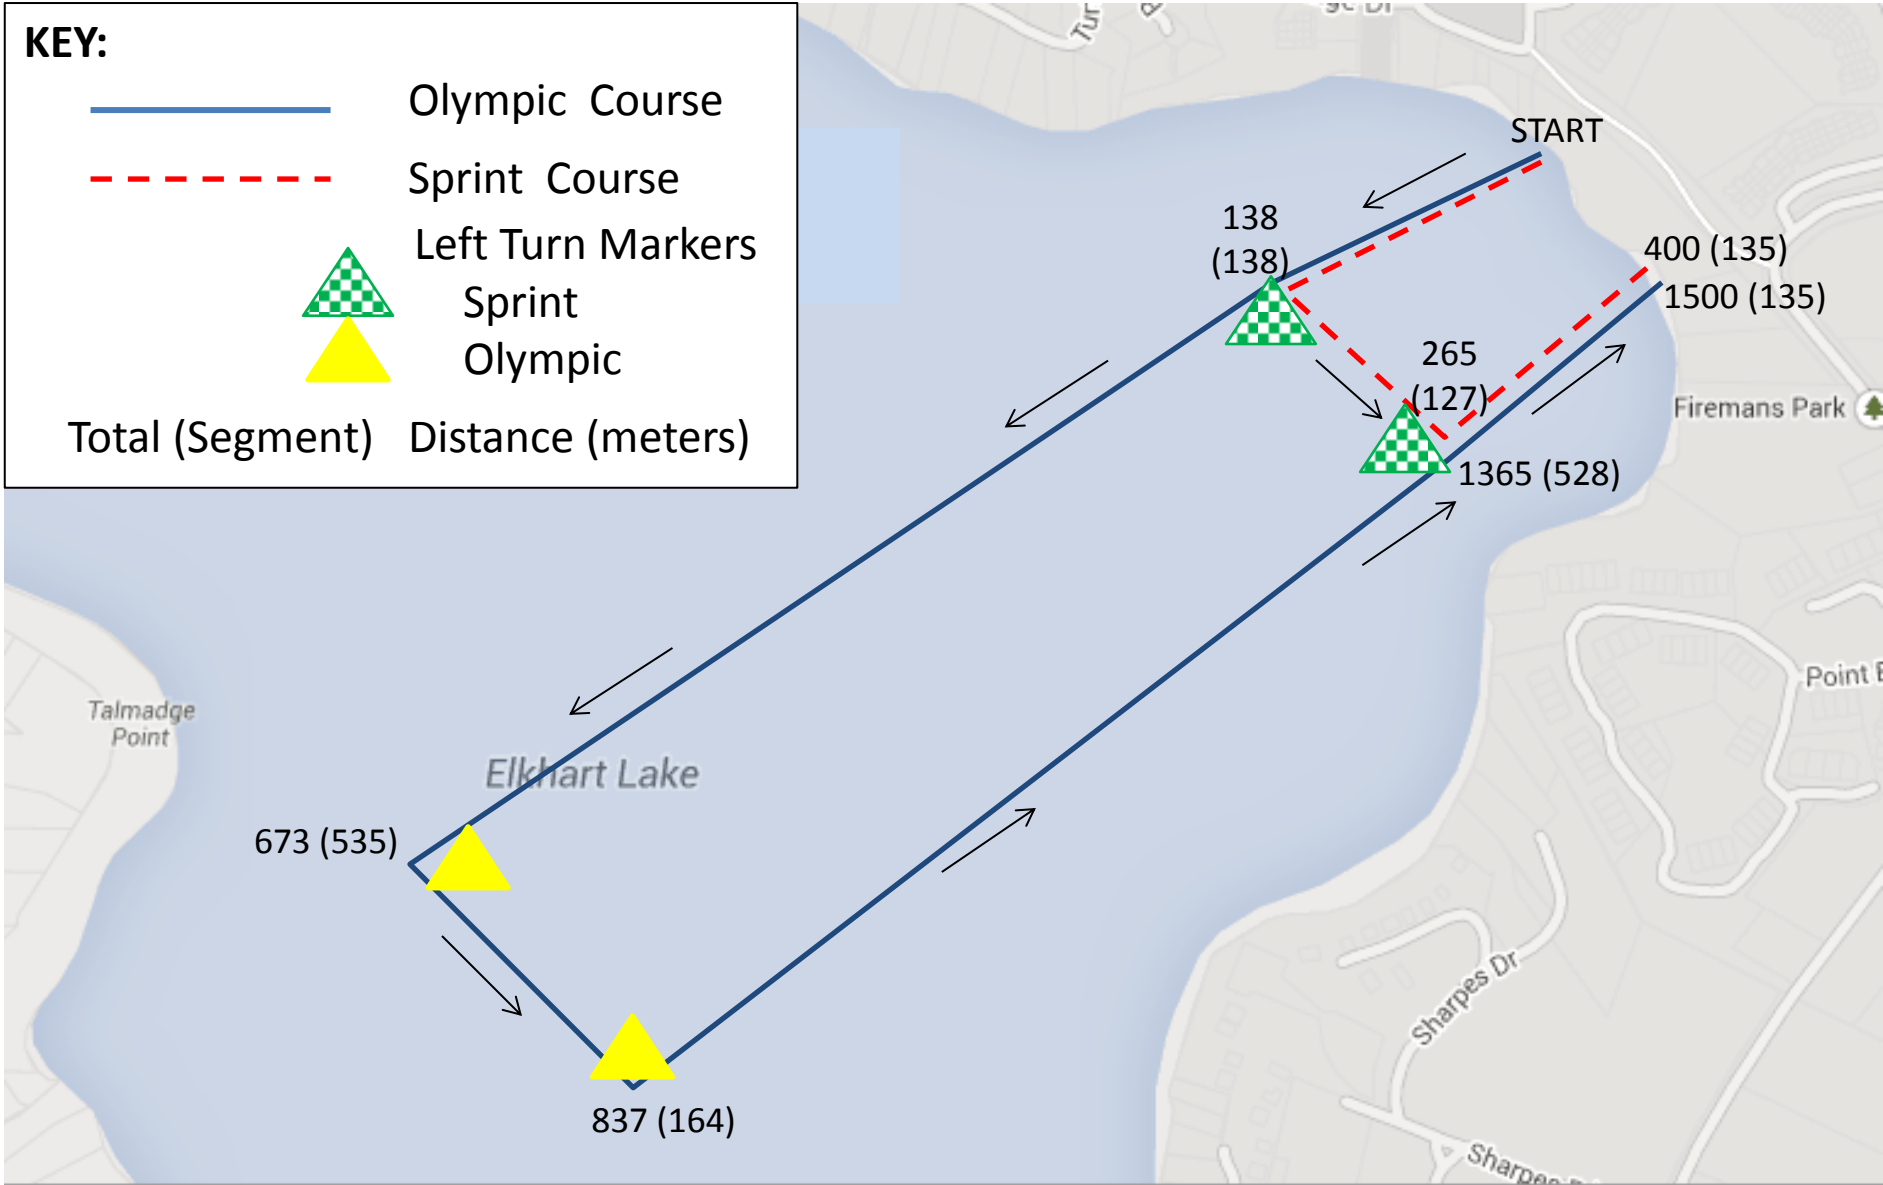 KEY:
Olympic Course
Sprint Course
Left Turn Markers
Sprint
Olympic
Total (Segment) Distance (meters)
START
138
(138)
400 (135)
1500 (135)
265
(127)
Firemans Park
1365 (528)
Point
Talmadge
Point
Elkhart Lake
673 (535)
837 (164)
Sharpes Dr
Sharpes